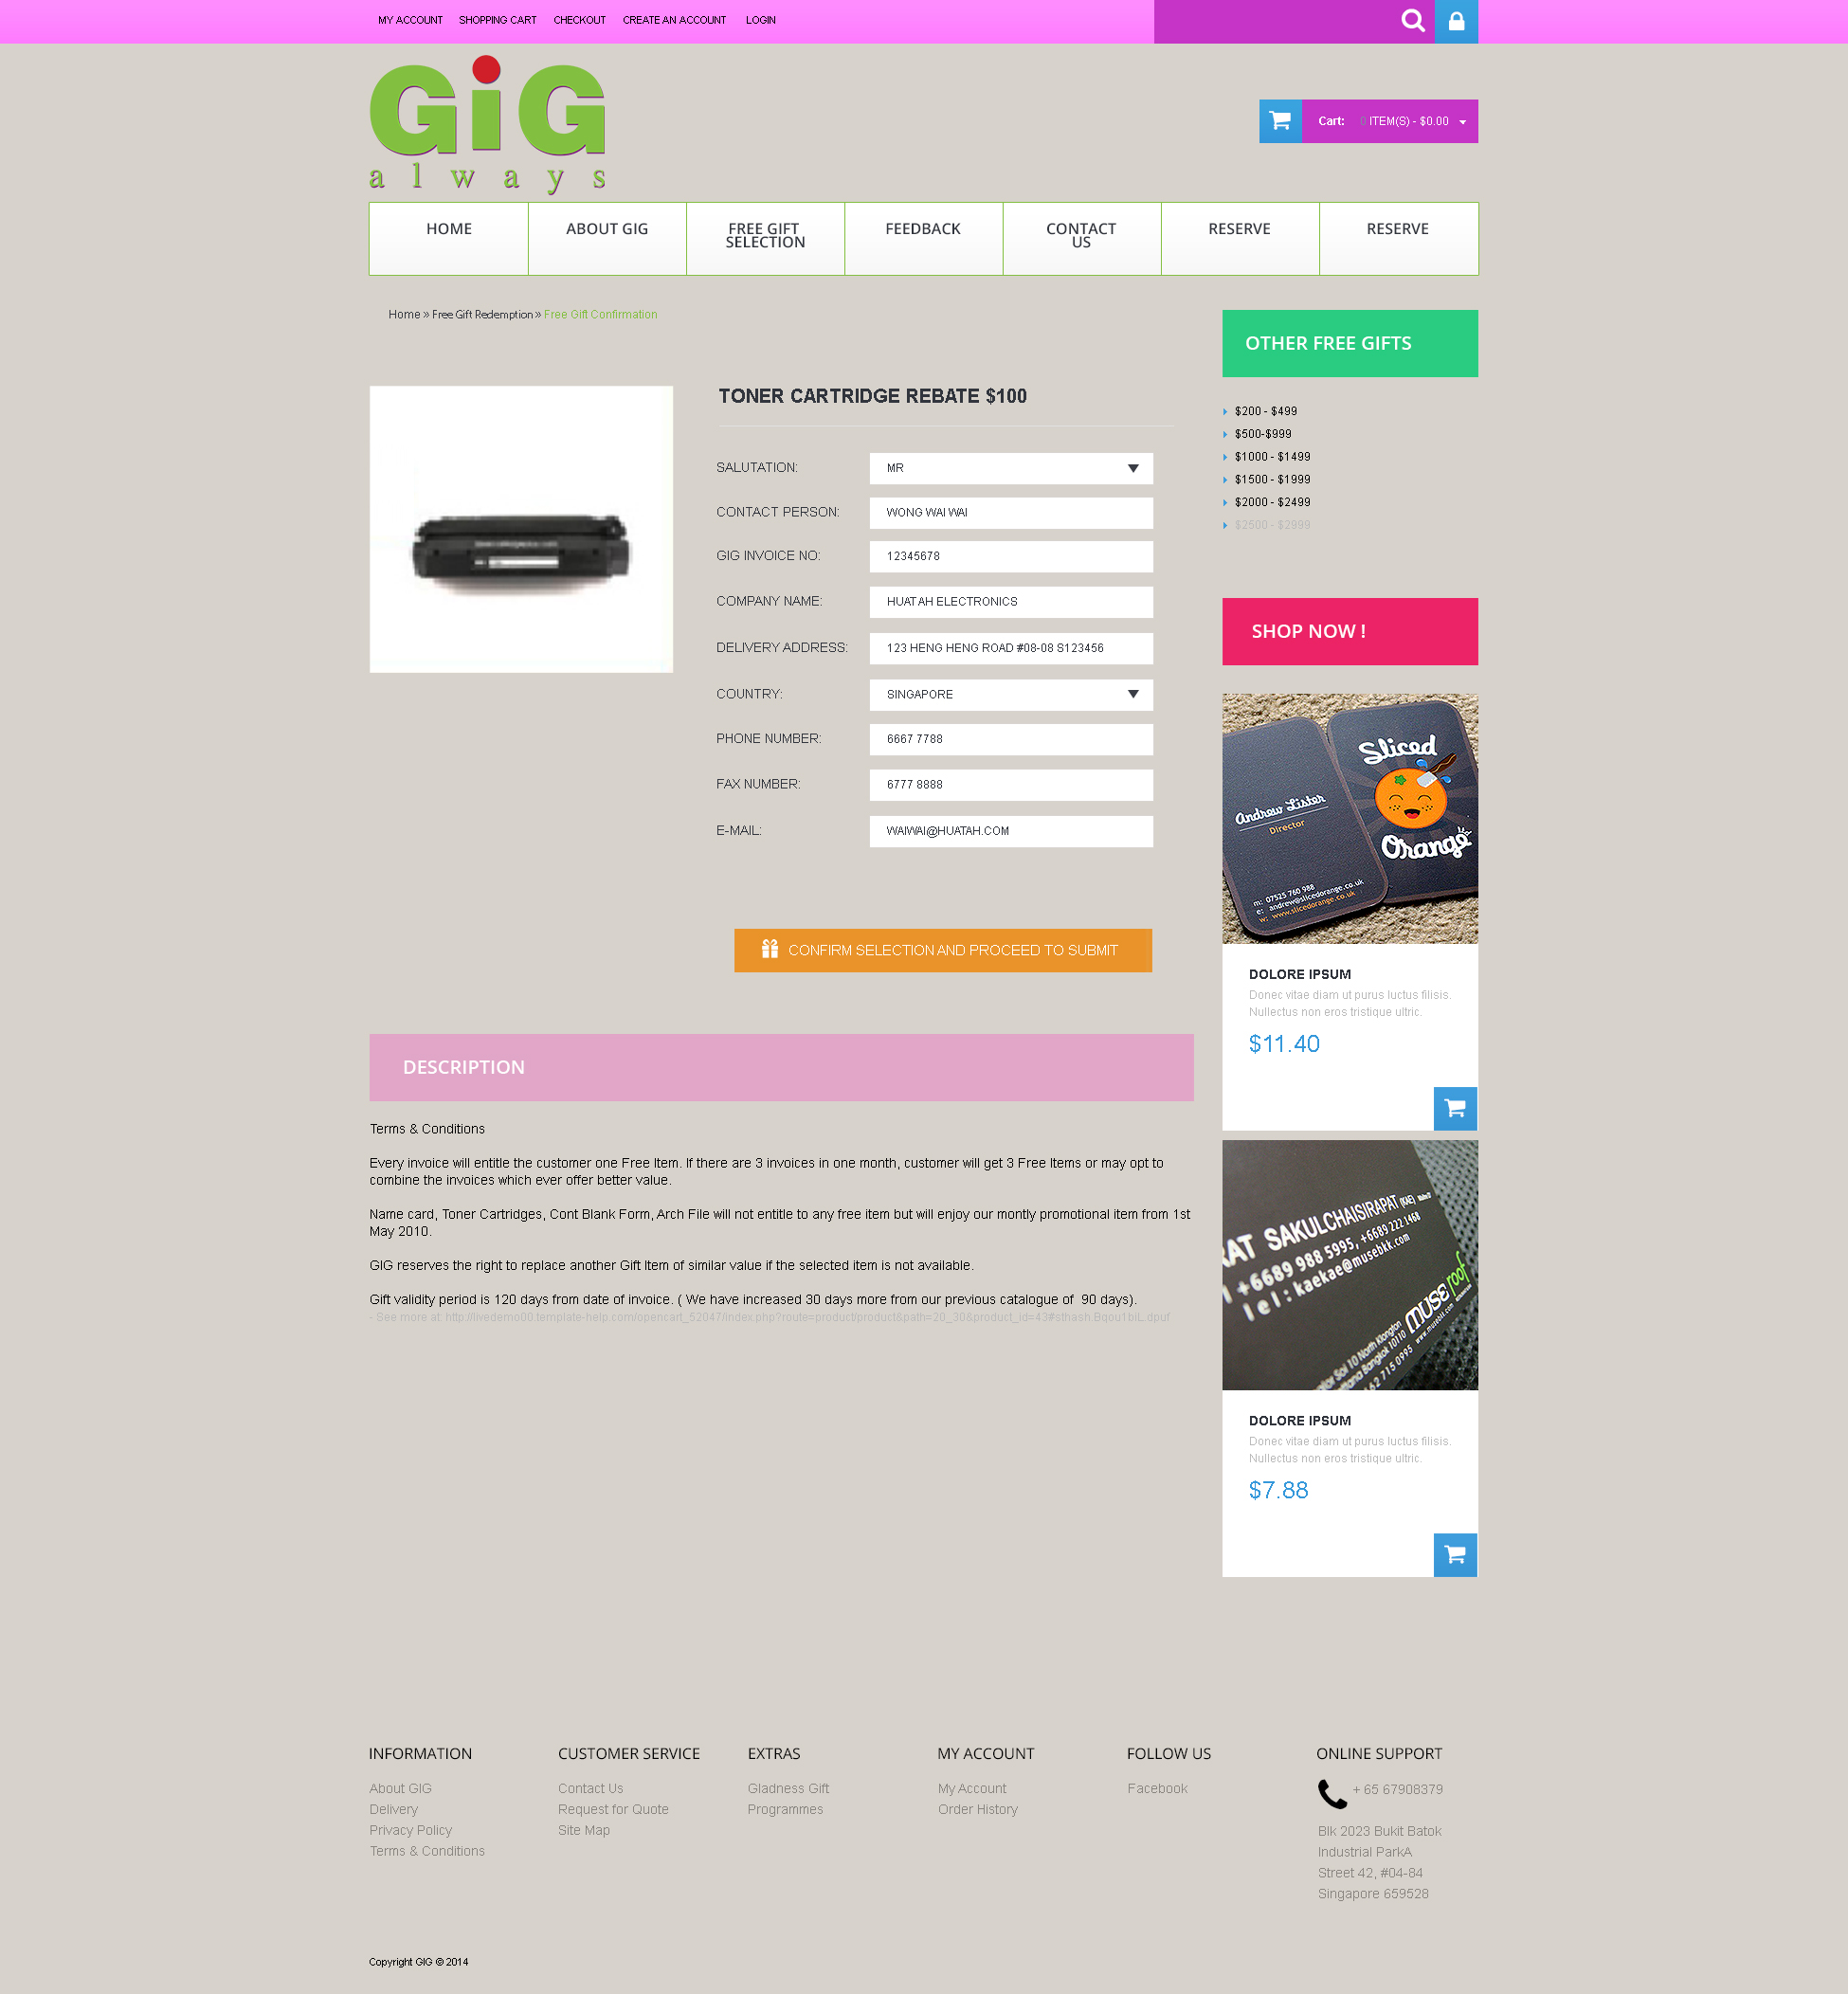 MY ACCOUNT SHOPPING CART CHECKOUT CREATE AN ACCOUNT LOGIN
GiG
always
Cart: 0 ITEM(S) - $0.00
HOME
ABOUT GIG
FREE GIFT
SELECTION
FEEDBACK
CONTACT
US
RESERVE
RESERVE
Home » Free Gift Redemption » Free Gift Confirmation
TONER CARTRIDGE REBATE $100
SALUTATION: MR
CONTACT PERSON: WONG WAI WAI
GIG INVOICE NO: 12345678
COMPANY NAME: HUAT AH ELECTRONICS
DELIVERY ADDRESS: 123 HENG HENG ROAD #08-08 S123456
COUNTRY: SINGAPORE
PHONE NUMBER: 6667 7788
FAX NUMBER: 6777 8888
E-MAIL: WAIWAI@HUATAH.COM
CONFIRM SELECTION AND PROCEED TO SUBMIT
OTHER FREE GIFTS
$200 - $499
$500-$999
$1000 - $1499
$1500 - $1999
$2000 - $2499
$2500 - $2999
SHOP NOW !
Sliced
Orange
Andrew Lister
Director
m: 07525 760 988
e: andrew@slicedorange.co.uk
w: www.slicedorange.co.uk
DOLORE IPSUM
Donec vitae diam ut purus luctus filisis.
Nullectus non eros tristique ultric.
$11.40
RAT SAKULCHAISIRAPAT (KAE)
+6689 988 5995, +6689 222 1468
kaekae@musebkk.com
MUSE roof
Soi 10 North Klongton
Bangkok 10110
62 715 0995
DOLORE IPSUM
Donec vitae diam ut purus luctus filisis.
Nullectus non eros tristique ultric.
$7.88
DESCRIPTION
Terms & Conditions
Every invoice will entitle the customer one Free Item. If there are 3 invoices in one month, customer will get 3 Free Items or may opt to
combine the invoices which ever offer better value.
Name card, Toner Cartridges, Cont Blank Form, Arch File will not entitle to any free item but will enjoy our montly promotional item from 1st
May 2010.
GIG reserves the right to replace another Gift Item of similar value if the selected item is not available.
Gift validity period is 120 days from date of invoice. ( We have increased 30 days more from our previous catalogue of 90 days).
- See more at: http://livedemo00.template-help.com/opencart_52047/index.php?route=product/product&path=20_30&product_id=43#sthash.Bqou1biL.dpuf
INFORMATION
About GIG
Delivery
Privacy Policy
Terms & Conditions
CUSTOMER SERVICE
Contact Us
Request for Quote
Site Map
EXTRAS
Gladness Gift
Programmes
MY ACCOUNT
My Account
Order History
FOLLOW US
Facebook
ONLINE SUPPORT
+ 65 67908379
Blk 2023 Bukit Batok
Industrial ParkA
Street 42, #04-84
Singapore 659528
Copyright GIG © 2014